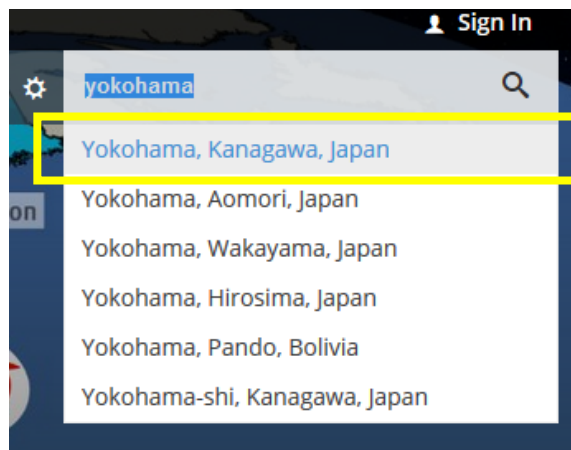 Sign In
yokohama
Yokohama, Kanagawa, Japan
Yokohama, Aomori, Japan
on
Yokohama, Wakayama, Japan
Yokohama, Hirosima, Japan
Yokohama, Pando, Bolivia
Yokohama-shi, Kanagawa, Japan